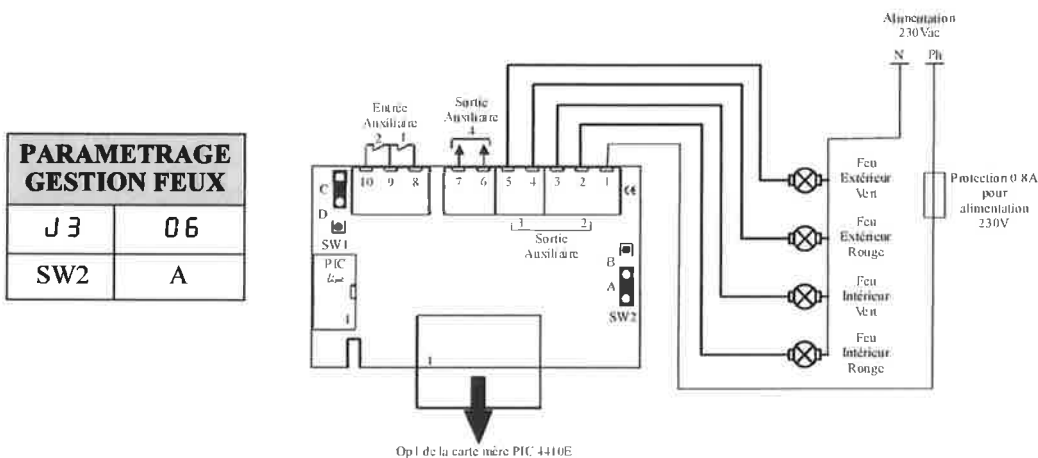 PARAMETRAGE
GESTION FEUX
J3 06
SW2 A
Alimentation
230Vac
N Ph
Entrée
Auxiliaire
2 1
Sortie
Auxiliaire
4
10 9 8 7 6 5 4 3 2 1
C
D
SW1
PIC
1
3 2
Sortie
Auxiliaire
CE
B
A
SW2
1
Feu
Extérieur
Vert
Feu
Extérieur
Rouge
Feu
Intérieur
Vert
Feu
Intérieur
Rouge
Protection 0.8A
pour
alimentation
230V
Op1 de la carte mère PIC 4410E